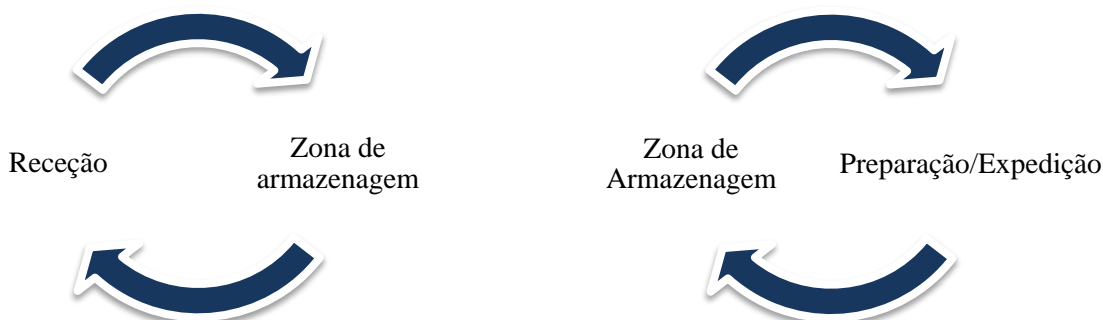 Receção
Zona de
armazenagem
Zona de
Armazenagem
Preparação/Expedição